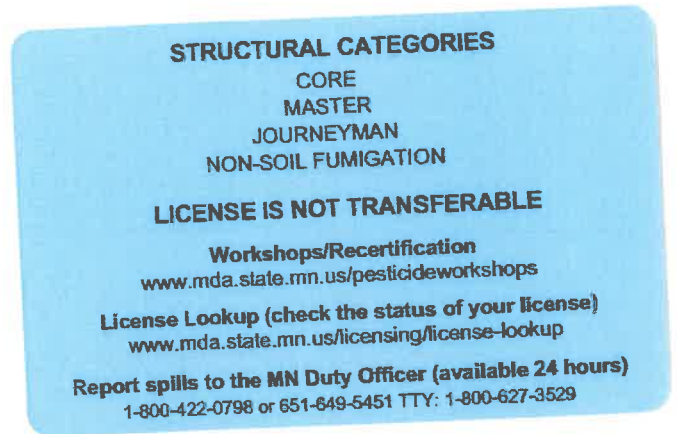 STRUCTURAL CATEGORIES
CORE
MASTER
JOURNEYMAN
NON-SOIL FUMIGATION
LICENSE IS NOT TRANSFERABLE
Workshops/Recertification
www.mda.state.mn.us/pesticideworkshops
License Lookup (check the status of your license)
www.mda.state.mn.us/licensing/license-lookup
Report spills to the MN Duty Officer (available 24 hours)
1-800-422-0798 or 651-649-5451 TTY: 1-800-627-3529